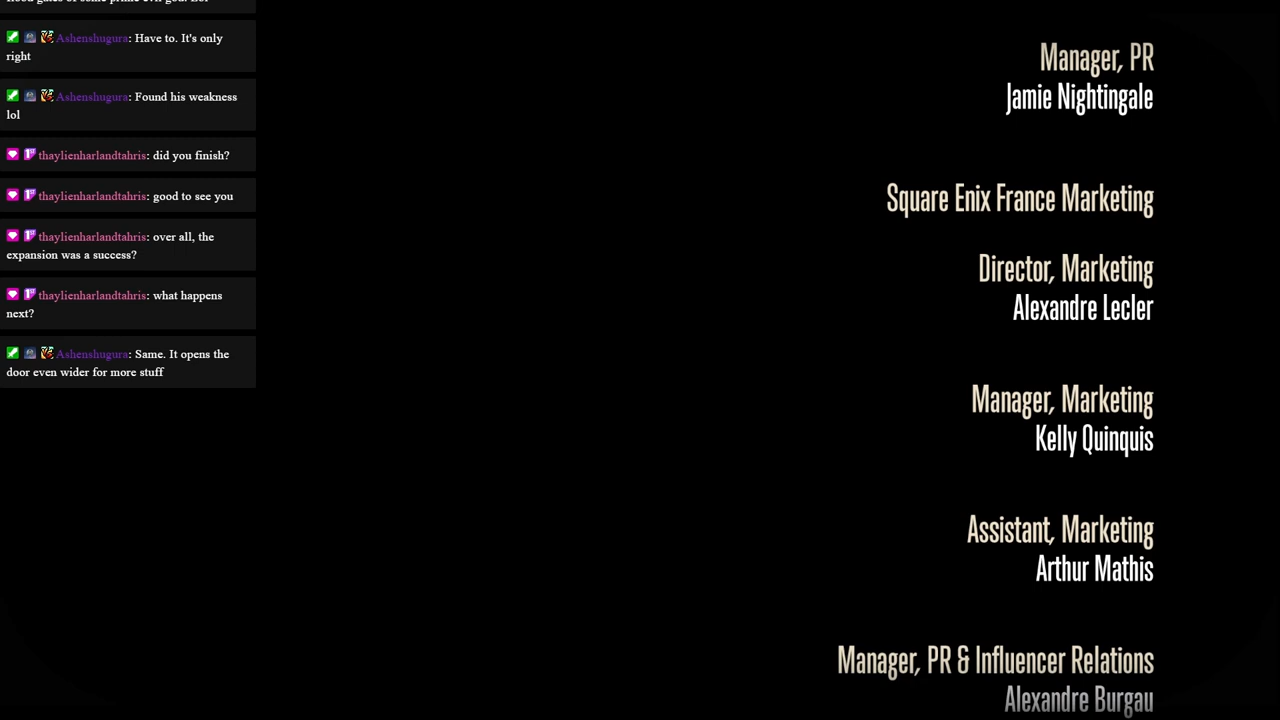 Ashenshugura: Have to. It's only
right
Ashenshugura: Found his weakness
lol
thaylienharlandtahris: did you finish?
thaylienharlandtahris: good to see you
thaylienharlandtahris: over all, the
expansion was a success?
thaylienharlandtahris: what happens
next?
Ashenshugura: Same. It opens the
door even wider for more stuff
Manager, PR
Jamie Nightingale
Square Enix France Marketing
Director, Marketing
Alexandre Lecler
Manager, Marketing
Kelly Quinquis
Assistant, Marketing
Arthur Mathis
Manager, PR & Influencer Relations
Alexandre Burgau